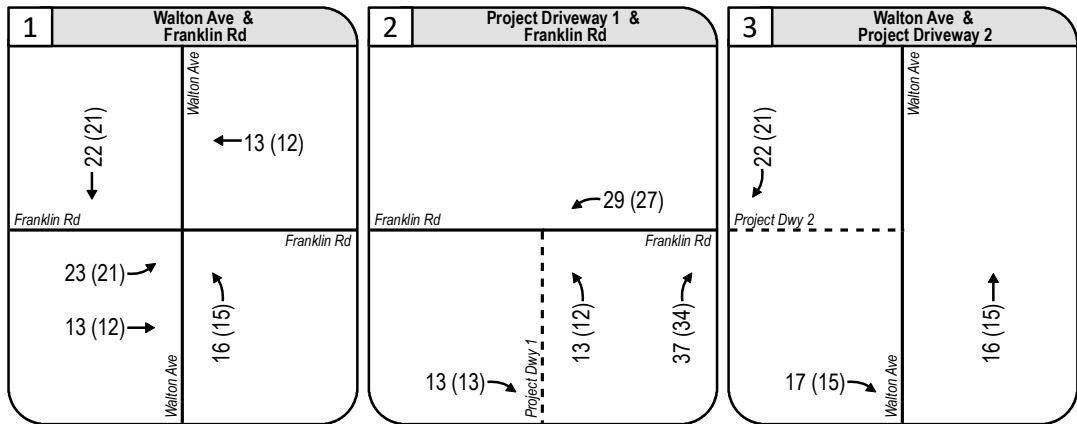 1
Walton Ave &
Franklin Rd
Walton Ave
22 (21)
13 (12)
Franklin Rd
Franklin Rd
23 (21)
13 (12)
16 (15)
Walton Ave
2
Project Driveway 1 &
Franklin Rd
29 (27)
Franklin Rd
Franklin Rd
13 (12)
37 (34)
13 (13)
Project Dwy 1
3
Walton Ave &
Project Driveway 2
Walton Ave
22 (21)
Project Dwy 2
16 (15)
17 (15)
Walton Ave